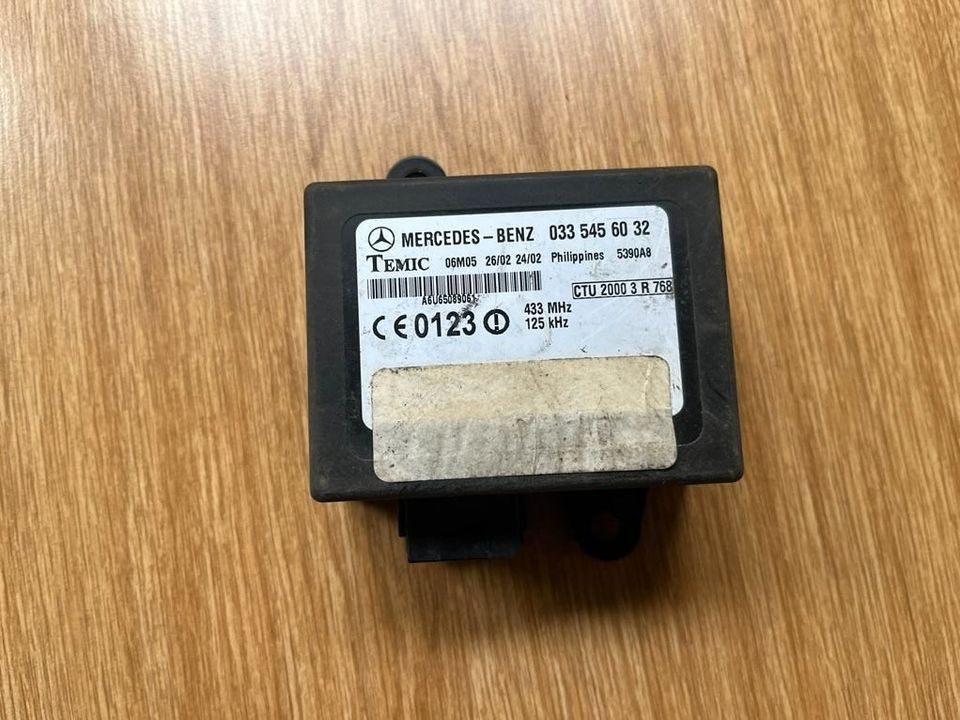 MERCEDES-BENZ 033 545 60 32
TEMIC 06M05 26/02 24/02 Philippines 5390A8
A6U65089061
CTU 2000 3 R 768
CE 0123 433 MHz
125 kHz